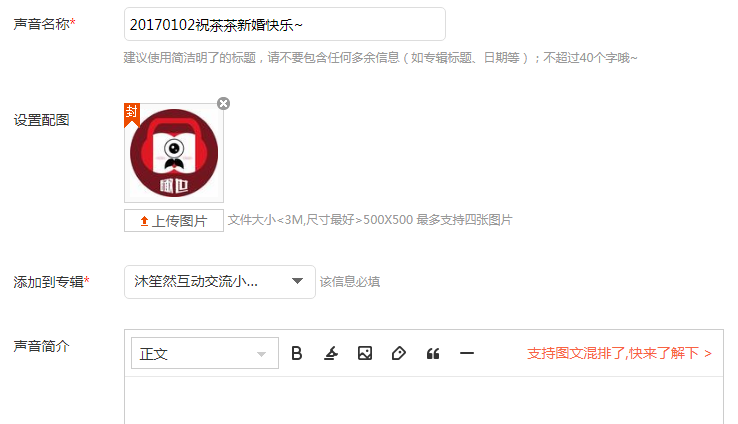 声音名称*
20170102祝茶茶新婚快乐~
建议使用简洁明了的标题，请不要包含任何多余信息（如专辑标题、日期等）；不超过40个字哦~
设置配图
封
上传图片 文件大小<3M,尺寸最好>500X500 最多支持四张图片
添加到专辑*
沐笙然互动交流小... 该信息必填
声音简介
正文 B 支持图文混排了,快来了解下 >